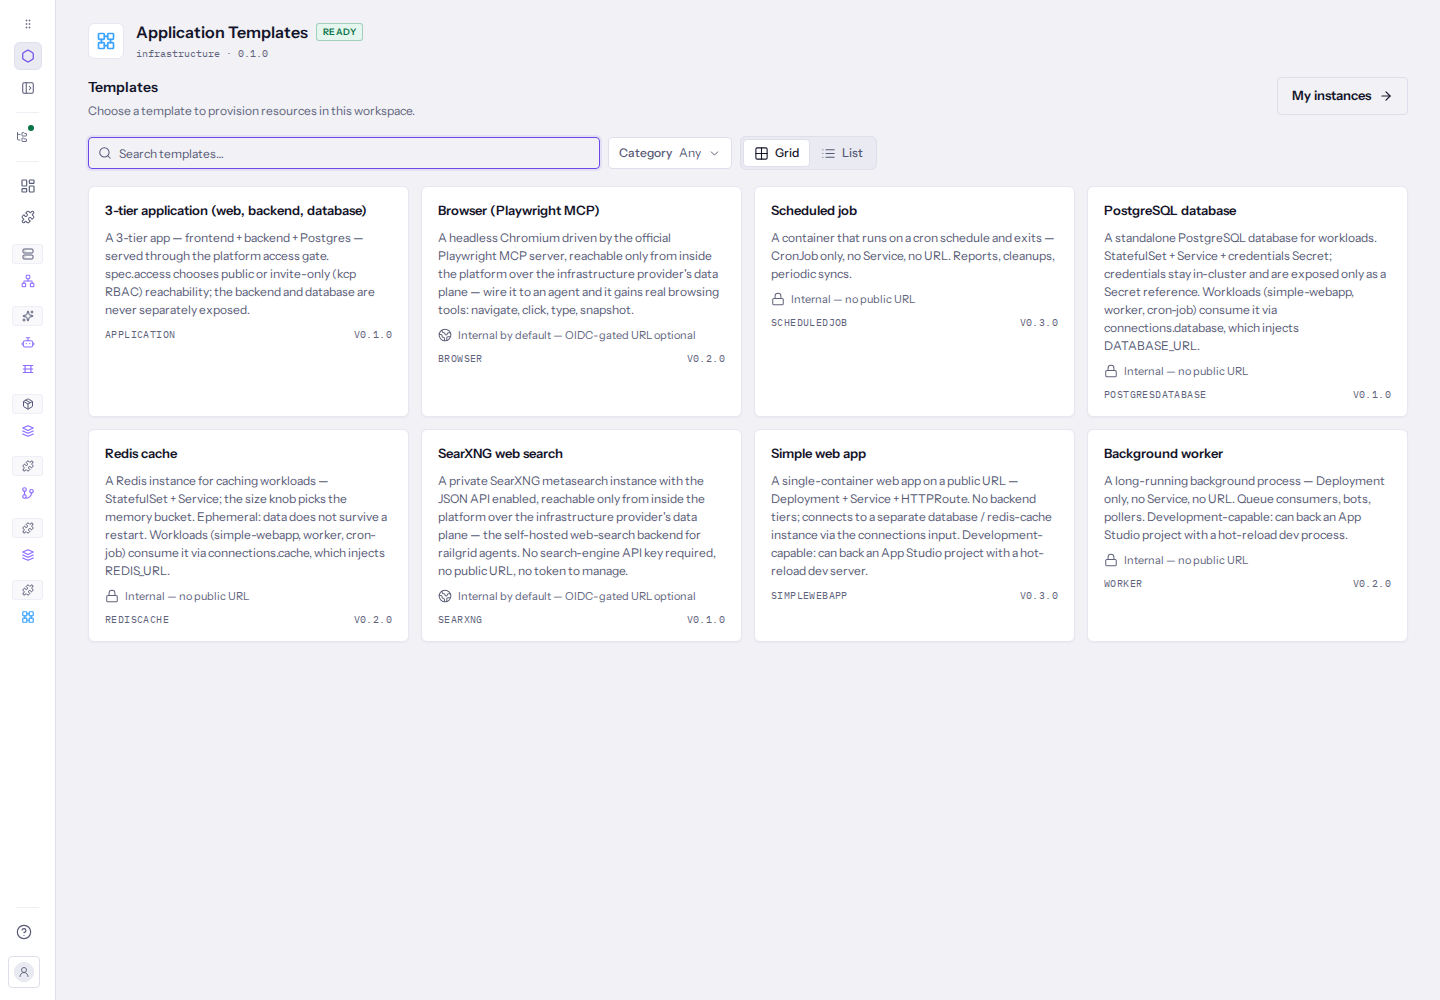 Application Templates READY
infrastructure · 0.1.0
Templates
Choose a template to provision resources in this workspace.
My instances
Search templates...
Category Any
Grid
List
3-tier application (web, backend, database)
A 3-tier app — frontend + backend + Postgres —
served through the platform access gate.
spec.access chooses public or invite-only (kcp
RBAC) reachability; the backend and database are
never separately exposed.
APPLICATION V0.1.0
Browser (Playwright MCP)
A headless Chromium driven by the official
Playwright MCP server, reachable only from inside
the platform over the infrastructure provider's data
plane — wire it to an agent and it gains real browsing
tools: navigate, click, type, snapshot.
Internal by default — OIDC-gated URL optional
BROWSER V0.2.0
Scheduled job
A container that runs on a cron schedule and exits —
CronJob only, no Service, no URL. Reports, cleanups,
periodic syncs.
Internal — no public URL
SCHEDULEDJOB V0.3.0
PostgreSQL database
A standalone PostgreSQL database for workloads.
StatefulSet + Service + credentials Secret;
credentials stay in-cluster and are exposed only as a
Secret reference. Workloads (simple-webapp,
worker, cron-job) consume it via
connections.database, which injects
DATABASE_URL.
Internal — no public URL
POSTGRESDATABASE V0.1.0
Redis cache
A Redis instance for caching workloads —
StatefulSet + Service; the size knob picks the
memory bucket. Ephemeral: data does not survive a
restart. Workloads (simple-webapp, worker, cron-
job) consume it via connections.cache, which injects
REDIS_URL.
Internal — no public URL
REDISCACHE V0.2.0
SearXNG web search
A private SearXNG metasearch instance with the
JSON API enabled, reachable only from inside the
platform over the infrastructure provider's data
plane — the self-hosted web-search backend for
railgrid agents. No search-engine API key required,
no public URL, no token to manage.
Internal by default — OIDC-gated URL optional
SEARXNG V0.1.0
Simple web app
A single-container web app on a public URL —
Deployment + Service + HTTPRoute. No backend
tiers; connects to a separate database / redis-cache
instance via the connections input. Development-
capable: can back an App Studio project with a hot-
reload dev server.
SIMPLEWEBAPP V0.3.0
Background worker
A long-running background process — Deployment
only, no Service, no URL. Queue consumers, bots,
pollers. Development-capable: can back an App
Studio project with a hot-reload dev process.
Internal — no public URL
WORKER V0.2.0